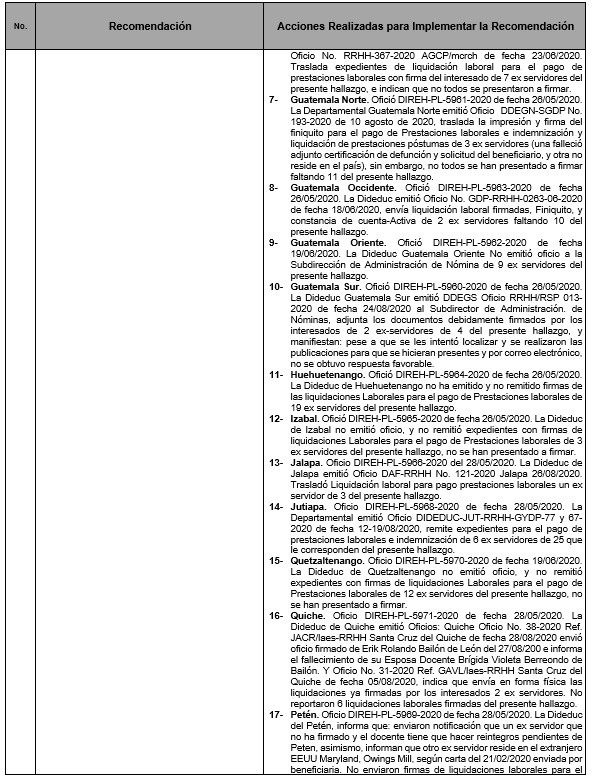 No.
Recomendación
Acciones Realizadas para Implementar la Recomendación
Oficio No. RRHH-367-2020 AGCP/mcrch de fecha 23/06/2020.
Traslada expedientes de liquidación laboral para el pago de
prestaciones laborales con firma del interesado de 7 ex servidores del
presente hallazgo, e indican que no todos se presentaron a firmar.
7- Guatemala Norte. Ofició DIREH-PL-5961-2020 de fecha 26/05/2020.
La Departamental Guatemala Norte emitió Oficio DDEGN-SGDP No.
193-2020 de 10 agosto de 2020, traslada la impresión y firma del
finiquito para el pago de Prestaciones laborales e indemnización y
liquidación de prestaciones póstumas de 3 ex servidores (una falleció
adjunto certificación de defunción y solicitud del beneficiario, y otra no
reside en el país), sin embargo, no todos se han presentado a firmar
faltando 11 del presente hallazgo.
8- Guatemala Occidente. Ofició DIREH-PL-5963-2020 de fecha
26/05/2020. La Dideduc emitió Oficio No. GDP-RRHH-0263-06-2020
de fecha 18/06/2020, envía liquidación laboral firmadas, Finiquito, y
constancia de cuenta-Activa de 2 ex servidores faltando 10 del
presente hallazgo.
9- Guatemala Oriente. Ofició DIREH-PL-5962-2020 de fecha
19/06/2020. La Dideduc Guatemala Oriente No emitió oficio a la
Subdirección de Administración de Nómina de 9 ex servidores del
presente hallazgo.
10- Guatemala Sur. Ofició DIREH-PL-5960-2020 de fecha 26/05/2020.
La Dideduc Guatemala Sur emitió DDEGS Oficio RRHH/RSP 013-
2020 de fecha 24/08/2020 al Subdirector de Administración. de
Nóminas, adjunta los documentos debidamente firmados por los
interesados de 2 ex-servidores de 4 del presente hallazgo, y
manifiestan: pese a que se les intentó localizar y se realizaron las
publicaciones para que se hicieran presentes y por correo electrónico,
no se obtuvo respuesta favorable.
11- Huehuetenango. Ofició DIREH-PL-5964-2020 de fecha 26/05/2020.
La Dideduc de Huehuetenango no ha emitido y no remitido firmas de
las liquidaciones Laborales para el pago de Prestaciones laborales de
19 ex servidores del presente hallazgo.
12- Izabal. Ofició DIREH-PL-5965-2020 de fecha 26/05/2020. La Dideduc
de Izabal no emitió oficio, y no remitió expedientes con firmas de
liquidaciones Laborales para el pago de Prestaciones laborales de 3
ex servidores del presente hallazgo, no se han presentado a firmar.
13- Jalapa. Oficio DIREH-PL-5966-2020 del 28/05/2020. La Dideduc de
Jalapa emitió Oficio DAF-RRHH No. 121-2020 Jalapa 26/08/2020.
Trasladó Liquidación laboral para pago prestaciones laborales un ex
servidor de 3 del presente hallazgo.
14- Jutiapa. Oficio DIREH-PL-5968-2020 de fecha 28/05/2020. La
Departamental emitió Oficio DIDEDUC-JUT-RRHH-GYDP-77 y 67-
2020 de fecha 12-19/08/2020, remite expedientes para el pago de
prestaciones laborales e indemnización de 6 ex servidores de 25 que
le corresponden del presente hallazgo.
15- Quetzaltenango. Oficio DIREH-PL-5970-2020 de fecha 19/06/2020.
La Dideduc de Quetzaltenango no emitió oficio, y no remitió
expedientes con firmas de liquidaciones Laborales para el pago de
Prestaciones laborales de 12 ex servidores del presente hallazgo, no
se han presentado a firmar.
16- Quiche. Oficio DIREH-PL-5971-2020 de fecha 28/05/2020. La
Dideduc de Quiche emitió Oficios: Quiche Oficio No. 38-2020 Ref.
JACR/laes-RRHH Santa Cruz del Quiche de fecha 28/08/2020 envió
oficio firmado de Erik Rolando Bailón de León del 27/08/200 e informa
el fallecimiento de su Esposa Docente Brígida Violeta Berreondo de
Bailón. Y Oficio No. 31-2020 Ref. GAVL/laes-RRHH Santa Cruz del
Quiche de fecha 05/08/2020, indica que envía en forma física las
liquidaciones ya firmadas por los interesados 2 ex servidores. No
reportaron 6 liquidaciones laborales firmadas del presente hallazgo.
17- Petén. Oficio DIREH-PL-5969-2020 de fecha 28/05/2020. La Dideduc
del Petén, informa que: enviaron notificación que un ex servidor que
no ha firmado y el docente tiene que hacer reintegros pendientes de
Peten, asimismo, informan que otro ex servidor reside en el extranjero
EEUU Maryland, Owings Mill, según carta del 21/02/2020 enviada por
beneficiaria. No enviaron firmas de liquidaciones laborales para el